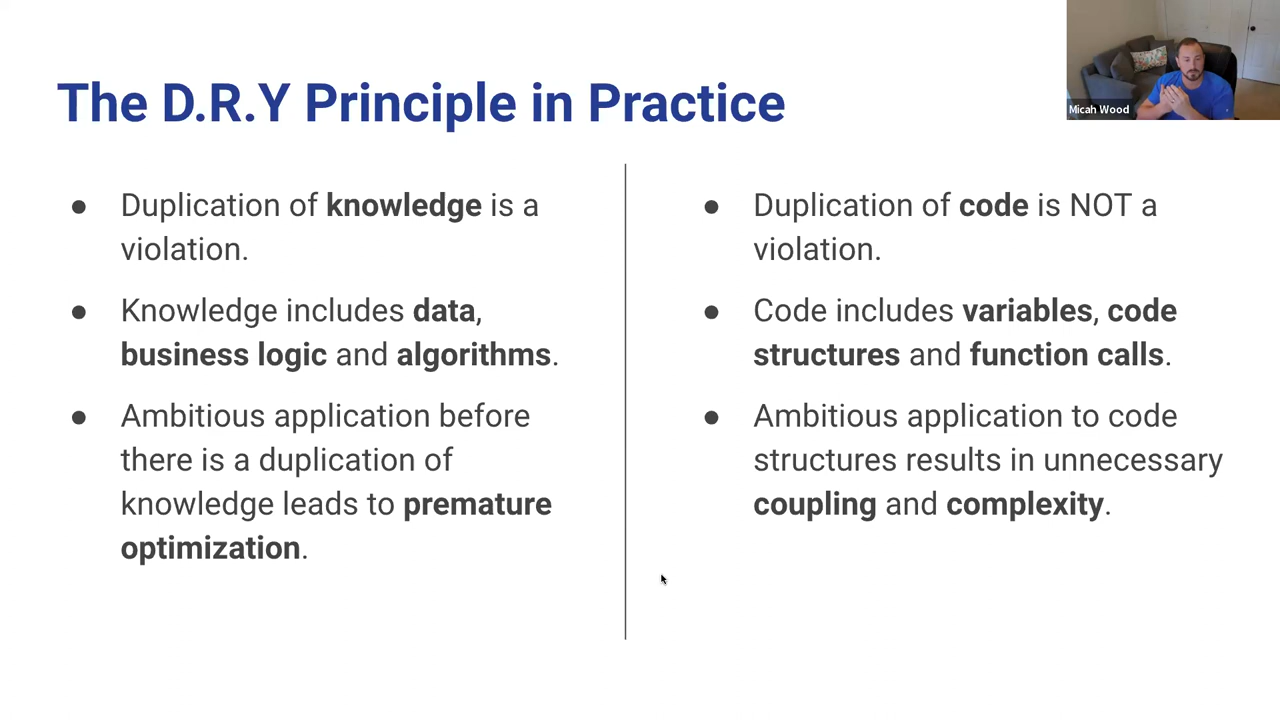 The D.R.Y Principle in Practice
Micah Wood
● Duplication of knowledge is a
violation.
● Knowledge includes data,
business logic and algorithms.
● Ambitious application before
there is a duplication of
knowledge leads to premature
optimization.
● Duplication of code is NOT a
violation.
● Code includes variables, code
structures and function calls.
● Ambitious application to code
structures results in unnecessary
coupling and complexity.